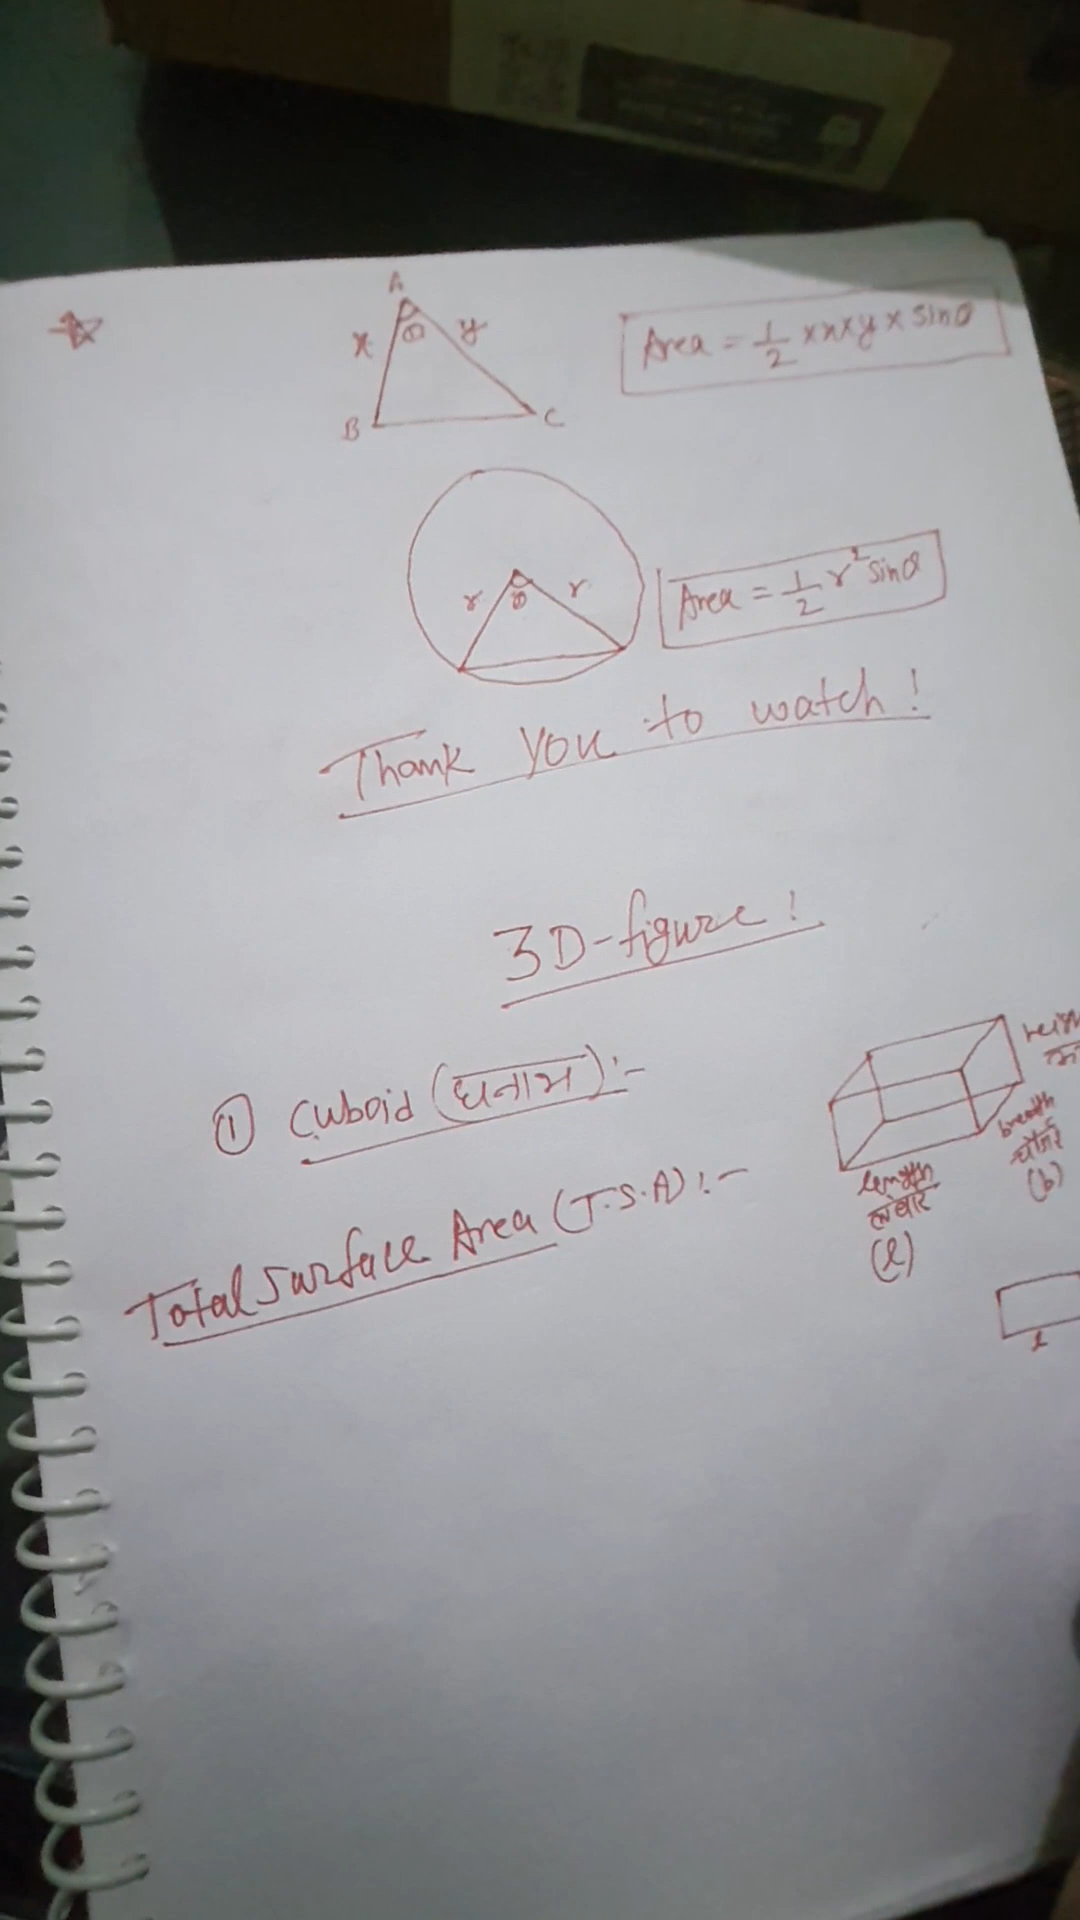 A
x θ y
B C
Area = 1/2 × x × y × sinθ
r θ r
Area = 1/2 r² sinθ
Thank you to watch!
3D-figure!
① Cuboid (घनाभ):-
breadth
(b)
length
लंबाई
(l)
Total Surface Area (T.S.A):-
l